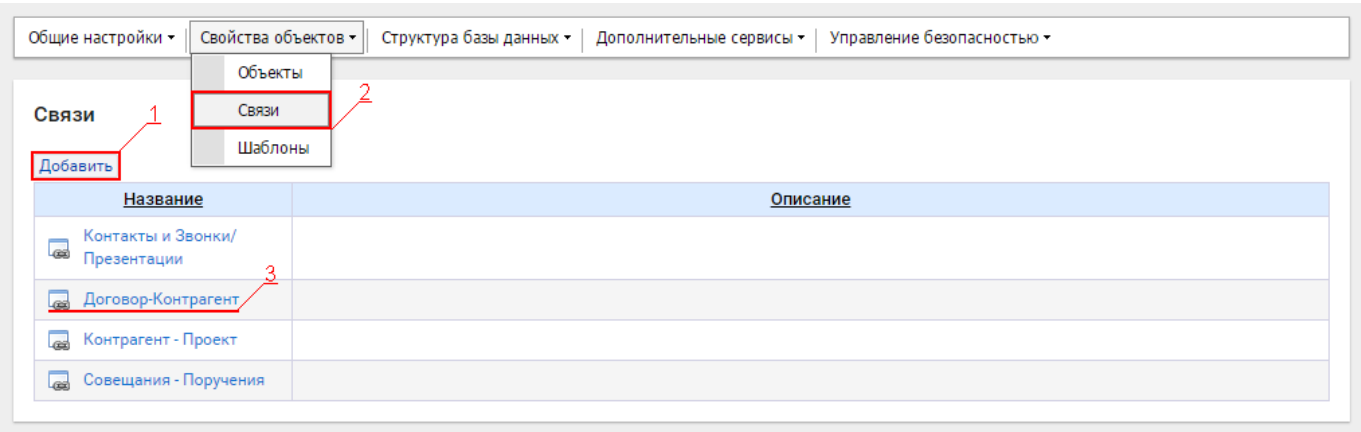 Общие настройки
Свойства объектов
Структура базы данных
Дополнительные сервисы
Управление безопасностью
Объекты
Связи
Шаблоны
2
Связи
1
Добавить
Название
Описание
Контакты и Звонки/
Презентации
3
Договор-Контрагент
Контрагент - Проект
Совещания - Поручения